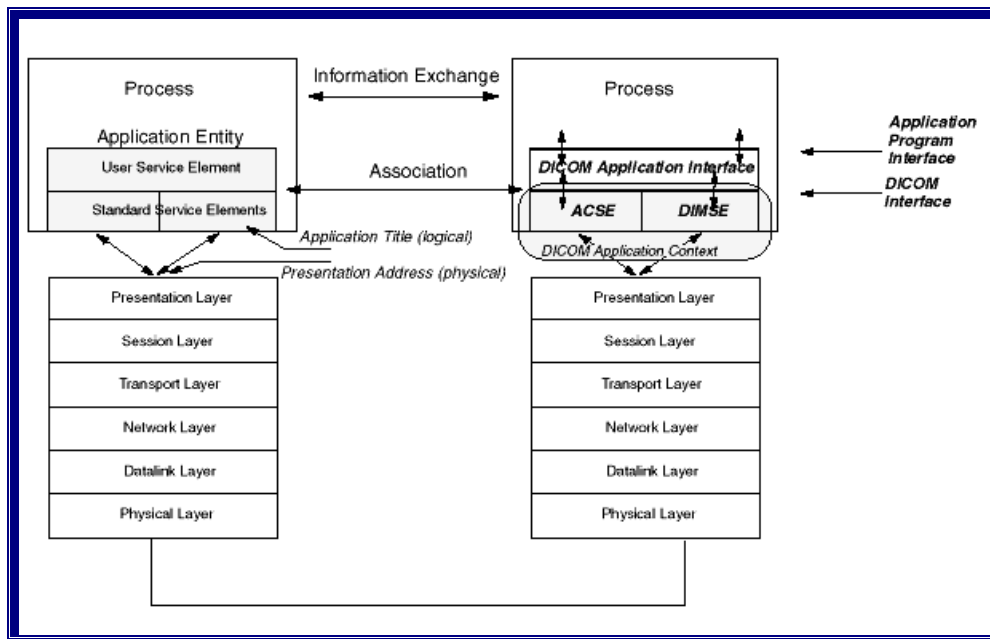 Process
Information Exchange
Process
Application Entity
User Service Element
Standard Service Elements
Association
DICOM Application Interface
ACSE
DIMSE
DICOM Application Context
Application
Program
Interface
DICOM
Interface
Application Title (logical)
Presentation Address (physical)
Presentation Layer
Session Layer
Transport Layer
Network Layer
Datalink Layer
Physical Layer
Presentation Layer
Session Layer
Transport Layer
Network Layer
Datalink Layer
Physical Layer